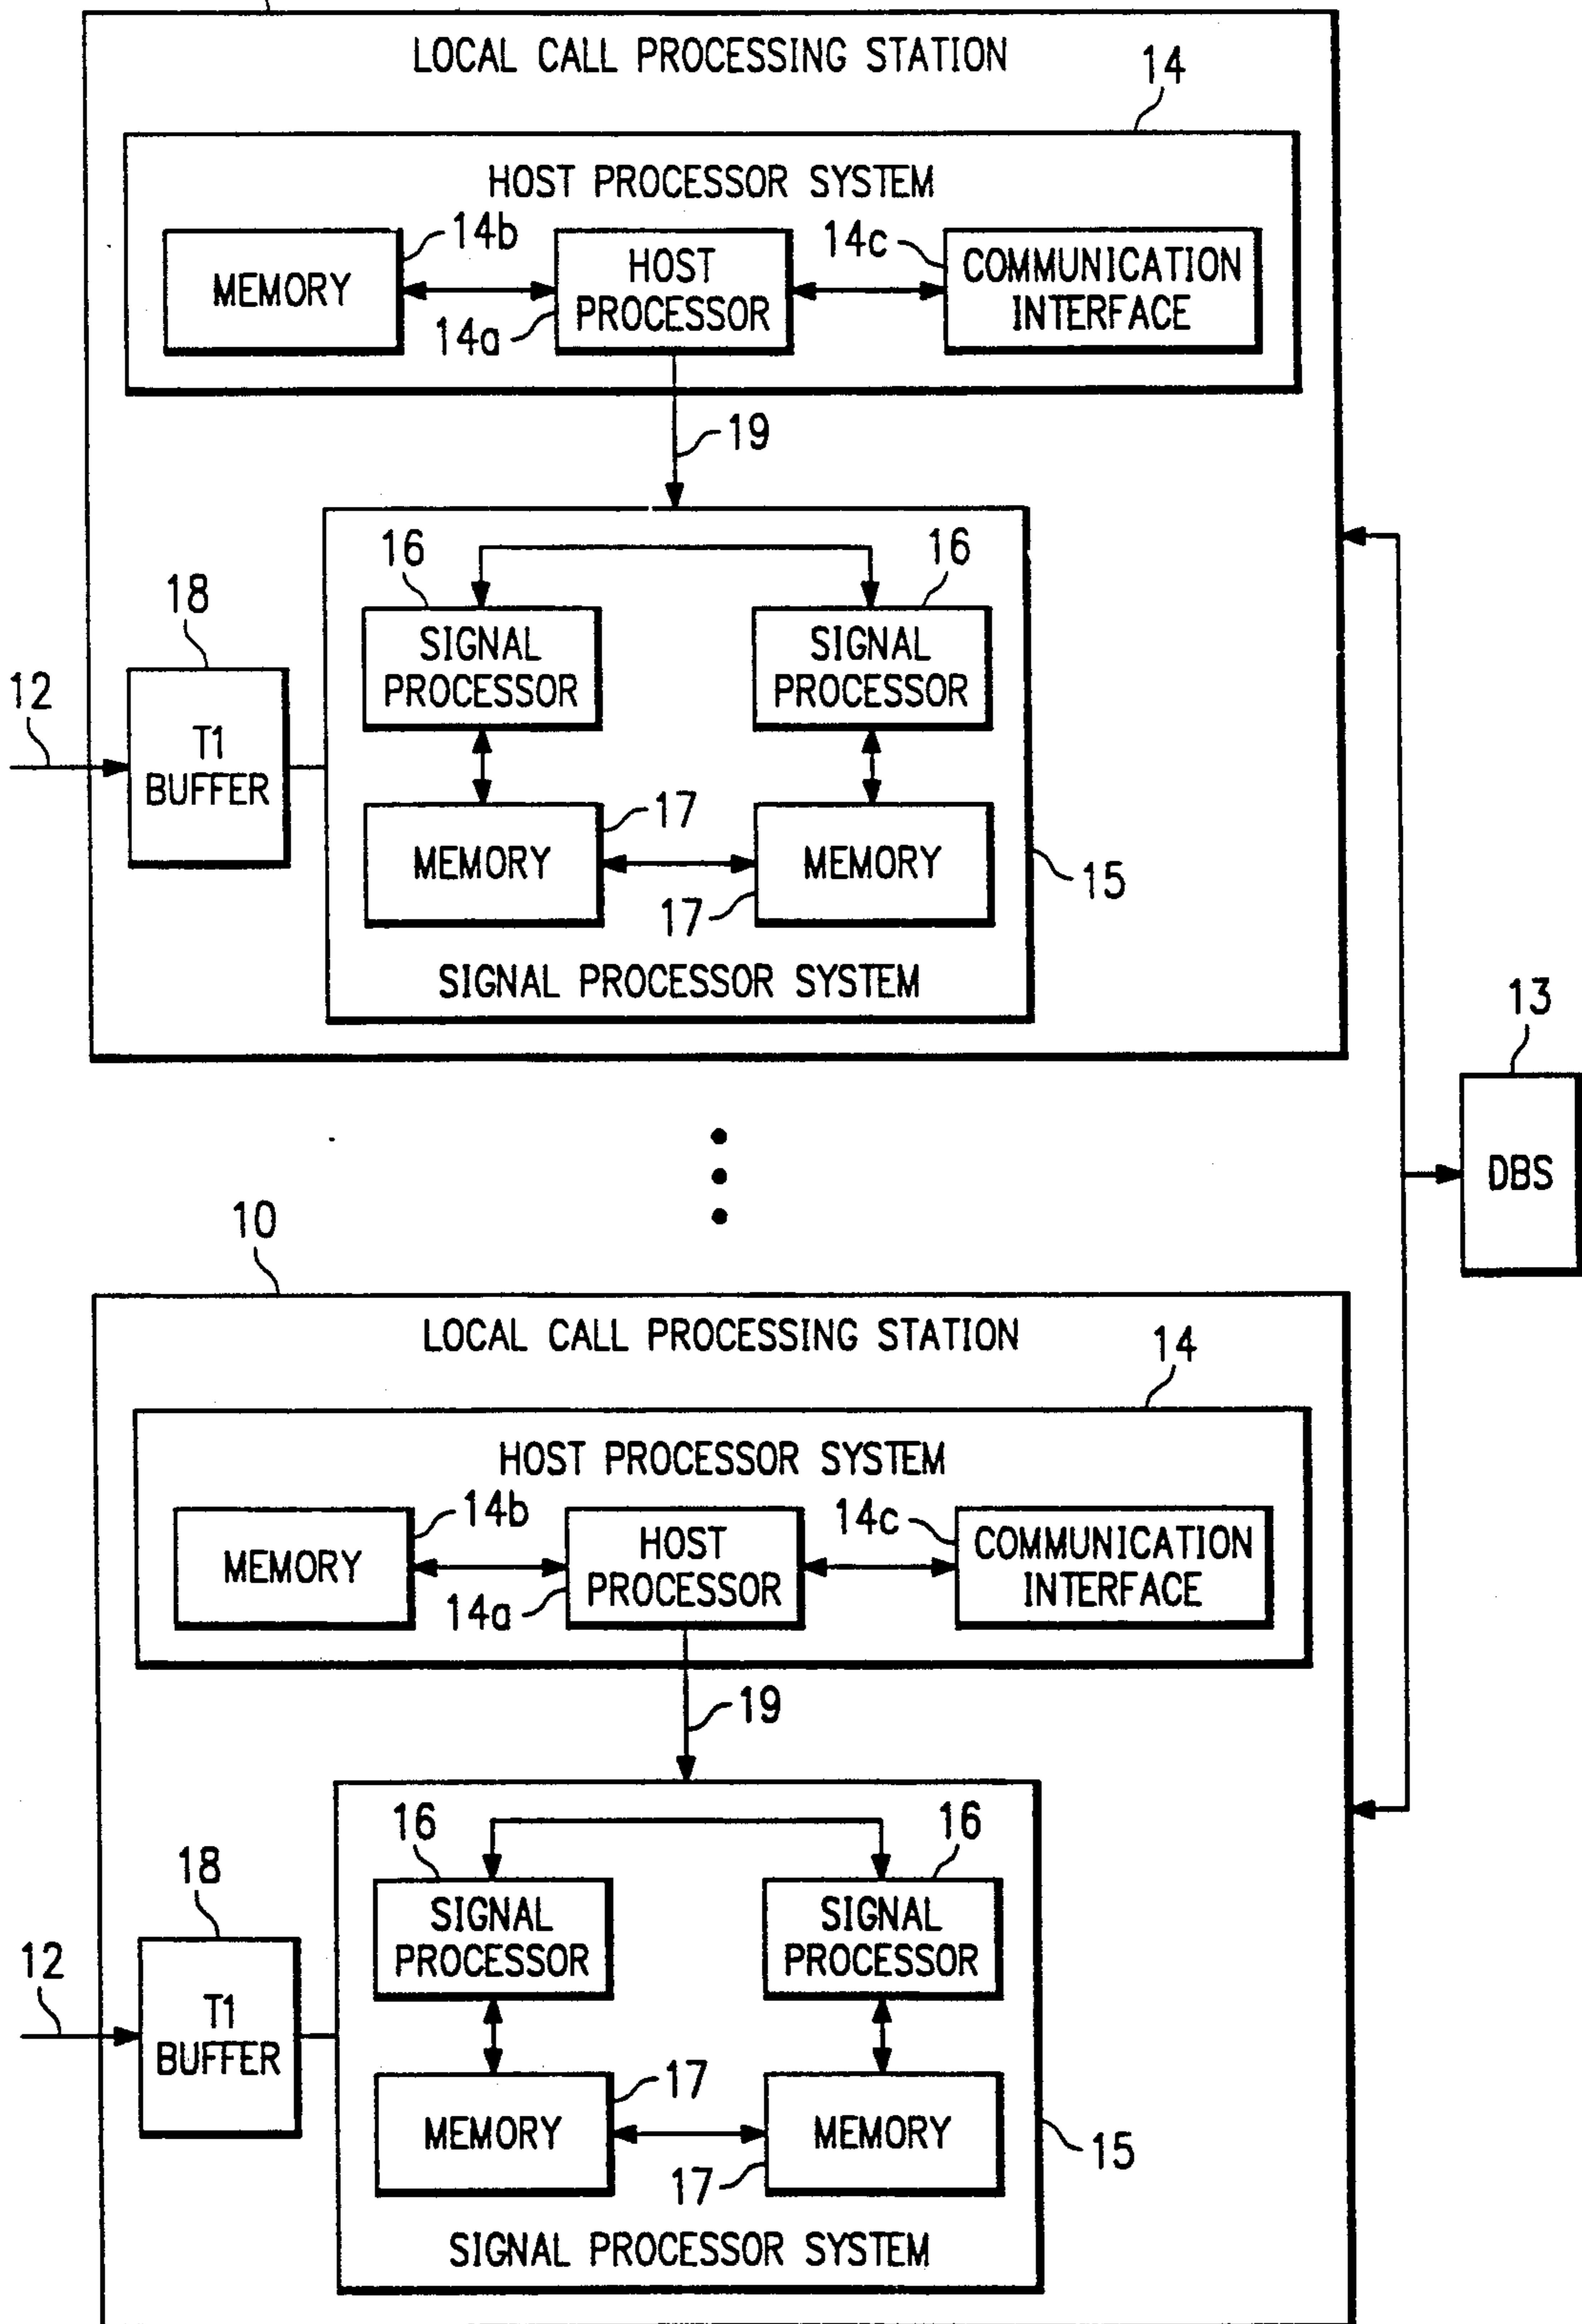 LOCAL CALL PROCESSING STATION
14
HOST PROCESSOR SYSTEM
14b
14c
MEMORY
HOST
PROCESSOR
COMMUNICATION
INTERFACE
14a
19
16
16
18
SIGNAL
PROCESSOR
SIGNAL
PROCESSOR
12
T1
BUFFER
17
MEMORY
MEMORY
15
17
SIGNAL PROCESSOR SYSTEM
13
DBS
10
LOCAL CALL PROCESSING STATION
14
HOST PROCESSOR SYSTEM
14b
14c
MEMORY
HOST
PROCESSOR
COMMUNICATION
INTERFACE
14a
19
16
16
18
SIGNAL
PROCESSOR
SIGNAL
PROCESSOR
12
T1
BUFFER
17
MEMORY
MEMORY
15
17
SIGNAL PROCESSOR SYSTEM